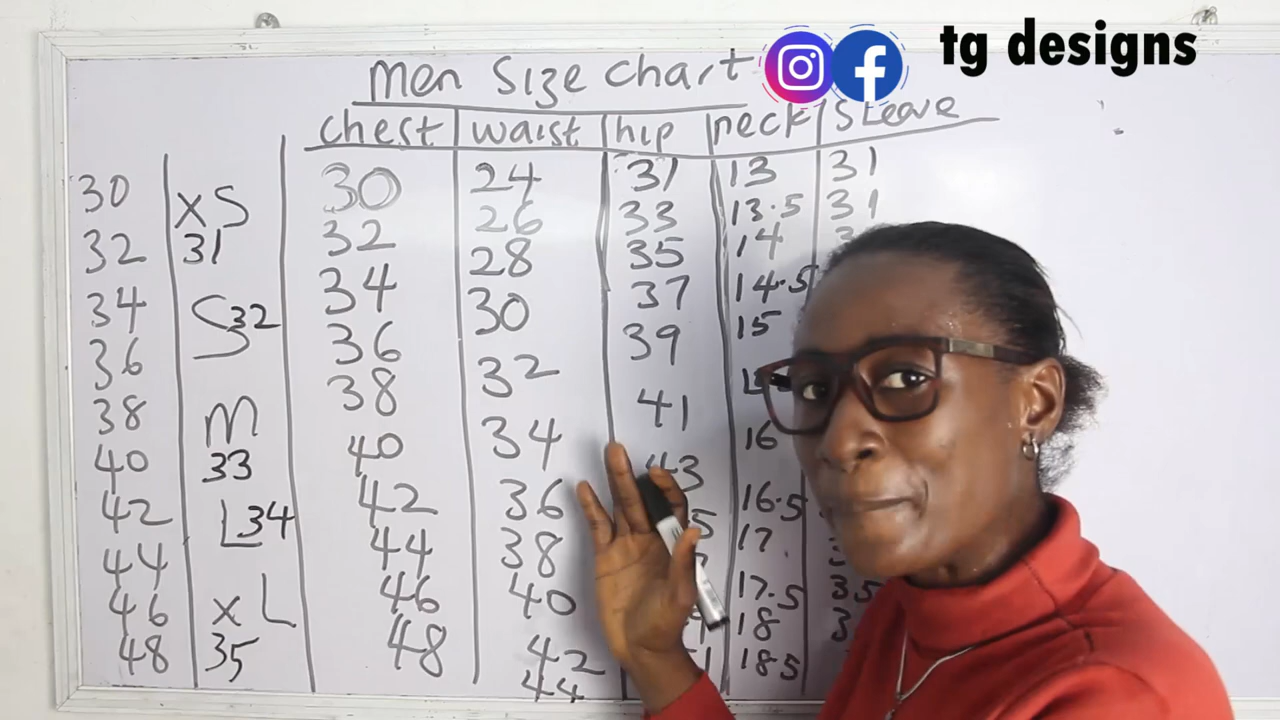 tg designs
Men Size Chart
chest waist hip neck sleeve
30 XS 30 24 31 13 31
32 31 32 26 33 13.5 31
34 S 32 34 28 35 14
36 36 30 37 14.5
38 M 38 32 39 15
40 33 40 34 41
42 L 34 42 36 43 16
44 44 38 16.5
46 XL 46 40 17
48 35 48 42 17.5 35
44 18
18.5